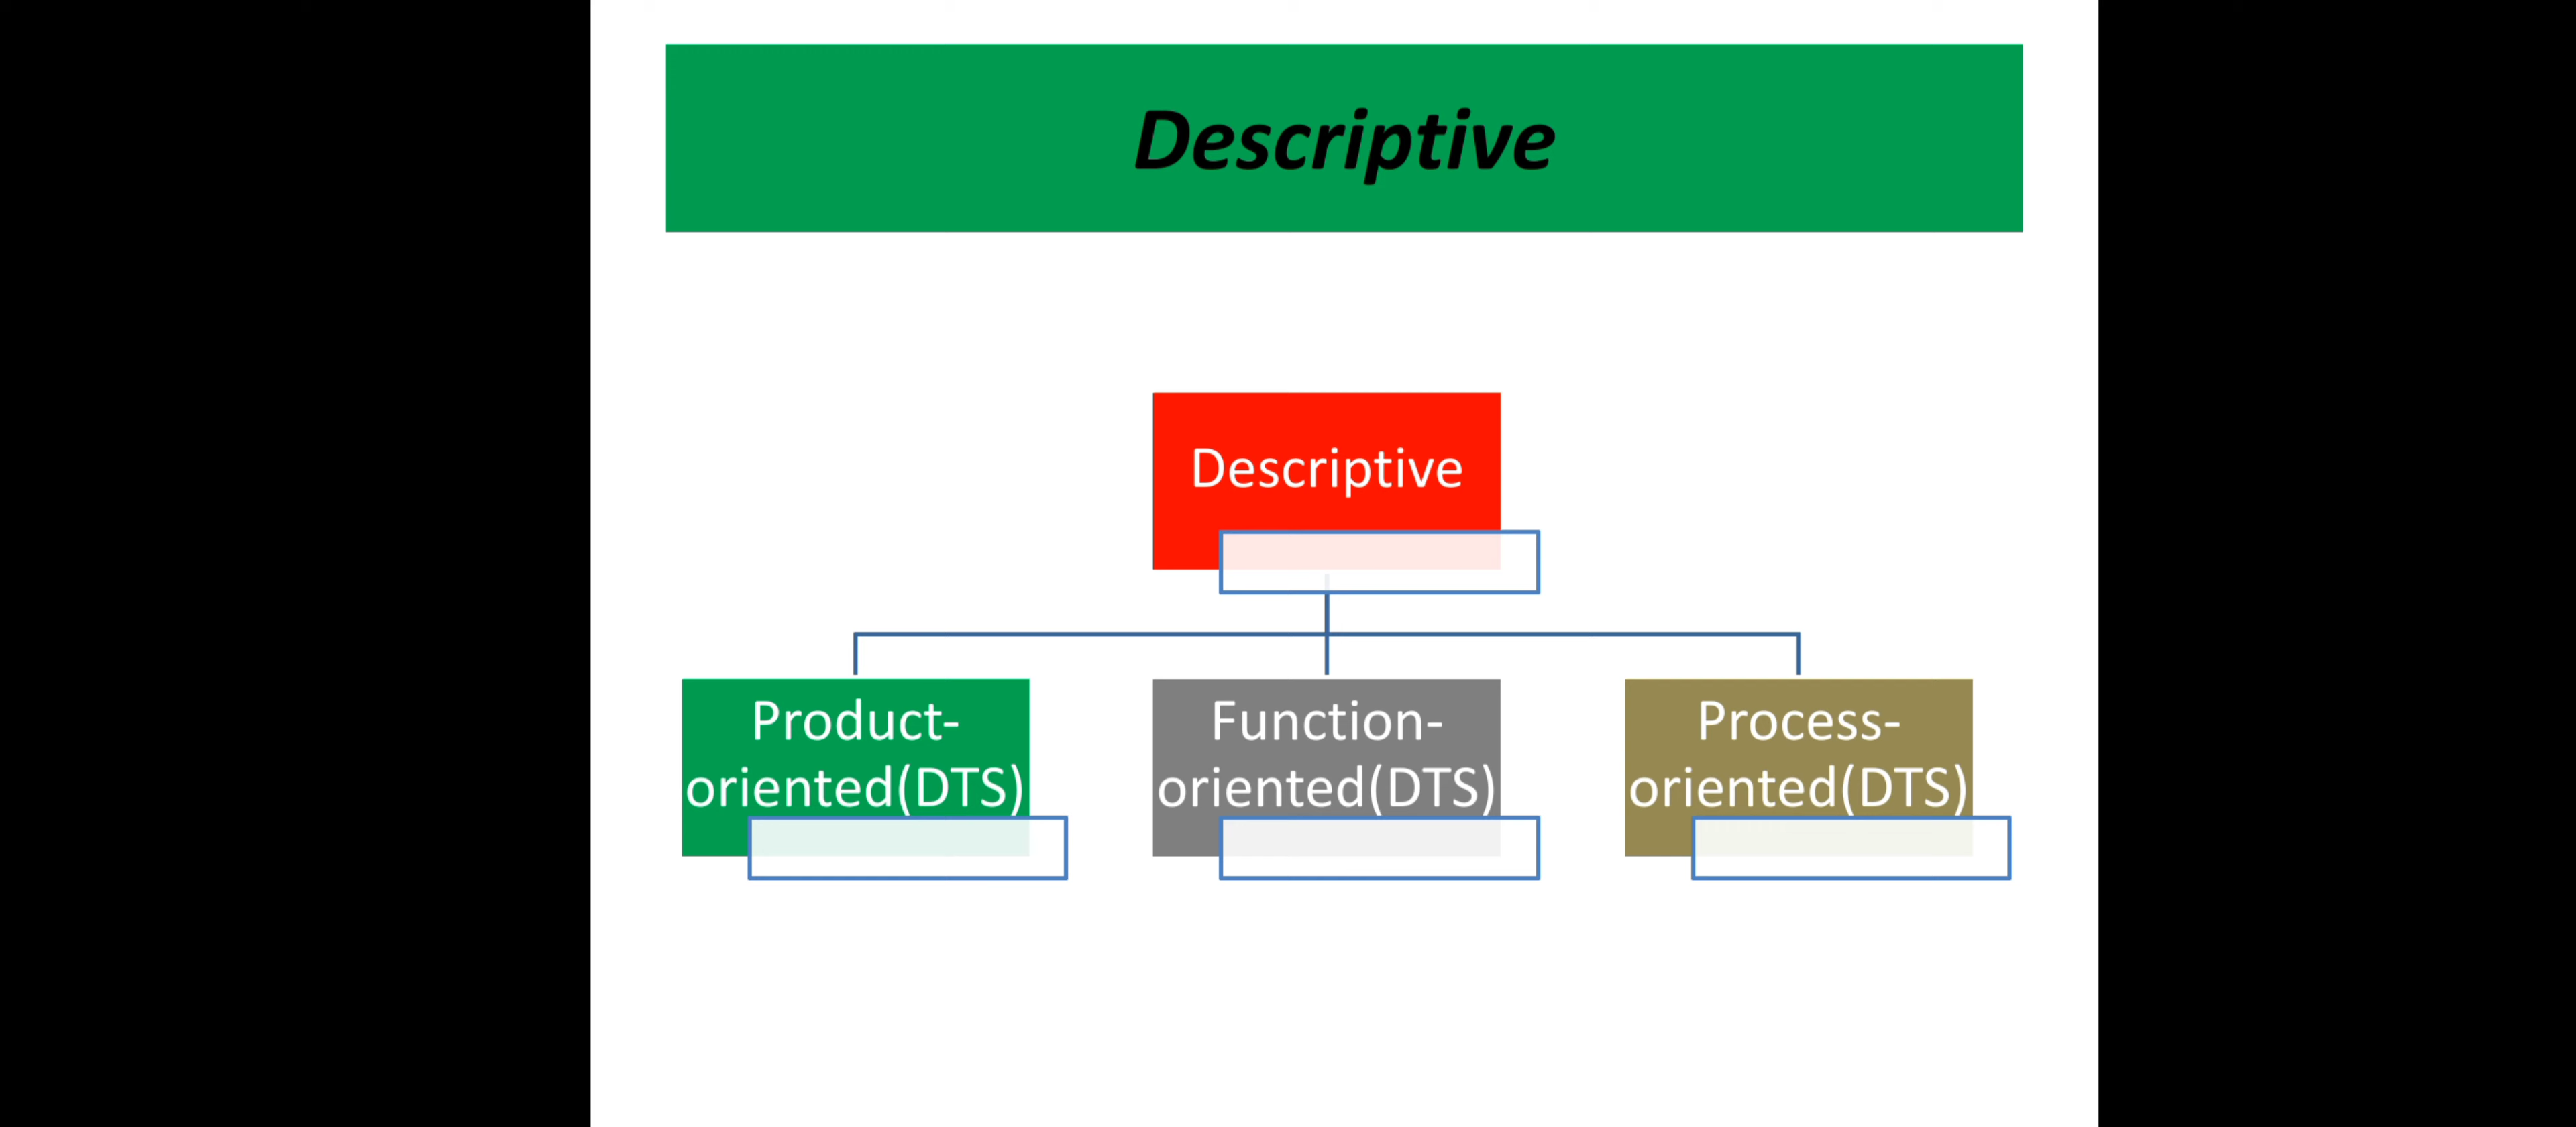 Descriptive
Descriptive
Product-
oriented(DTS)
Function-
oriented(DTS)
Process-
oriented(DTS)